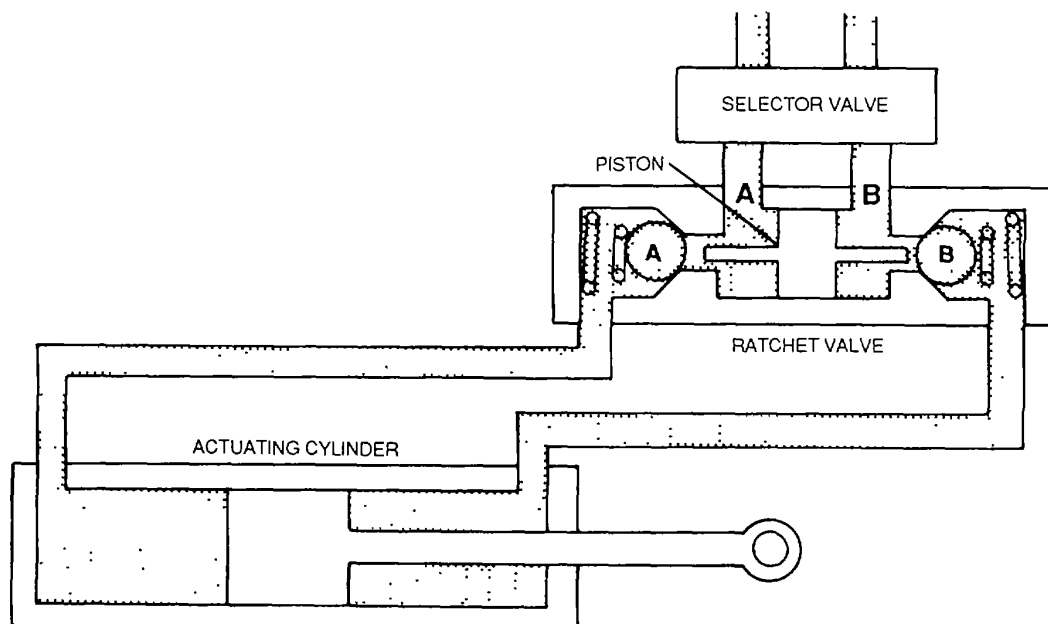 SELECTOR VALVE
PISTON
A
B
A
B
RATCHET VALVE
ACTUATING CYLINDER